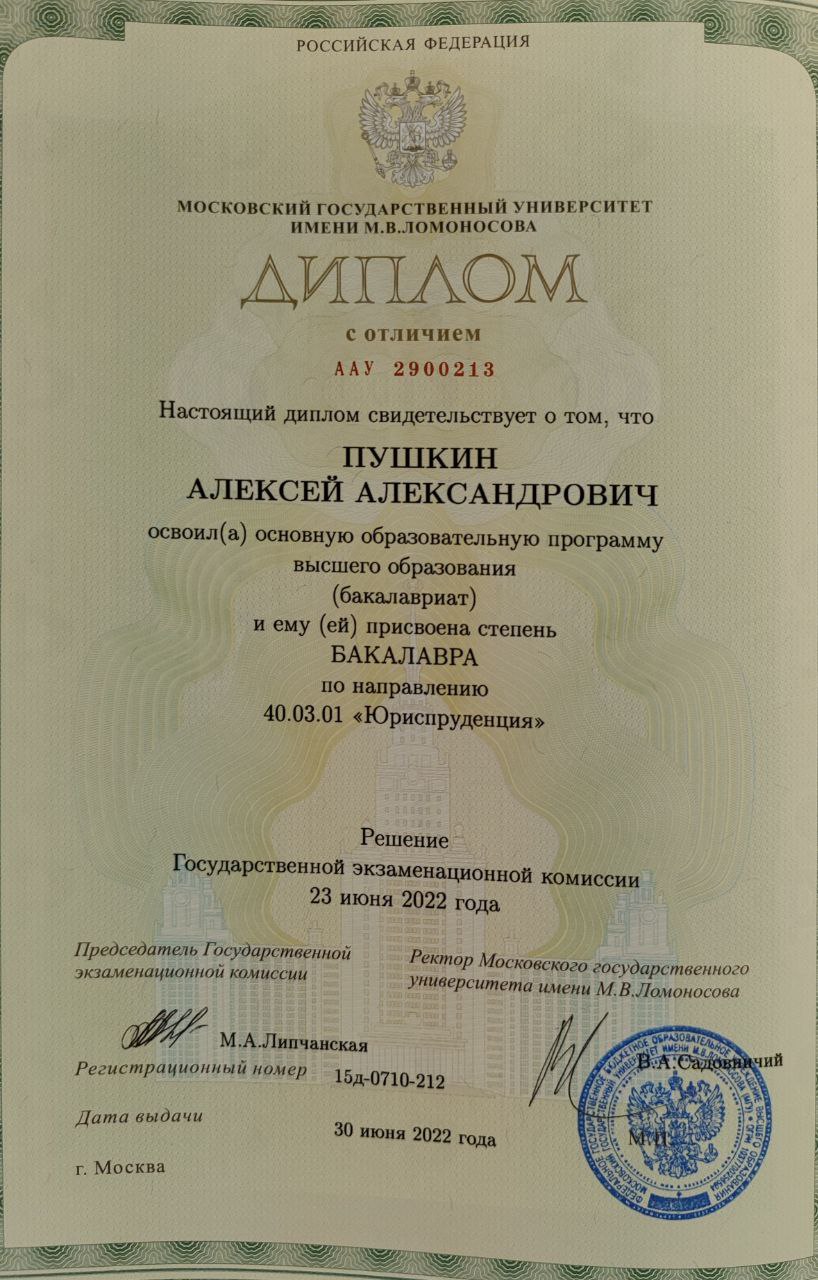 РОССИЙСКАЯ ФЕДЕРАЦИЯ
МОСКОВСКИЙ ГОСУДАРСТВЕННЫЙ УНИВЕРСИТЕТ
ИМЕНИ М.В.ЛОМОНОСОВА
ДИПЛОМ
с отличием
ААУ 2900213
Настоящий диплом свидетельствует о том, что
ПУШКИН
АЛЕКСЕЙ АЛЕКСАНДРОВИЧ
освоил(а) основную образовательную программу
высшего образования
(бакалавриат)
и ему (ей) присвоена степень
БАКАЛАВРА
по направлению
40.03.01 «Юриспруденция»
Решение
Государственной экзаменационной комиссии
23 июня 2022 года
Председатель Государственной
экзаменационной комиссии
Ректор Московского государственного
университета имени М.В.Ломоносова
М.А.Липчанская
В.А.Садовничий
Регистрационный номер 15д-0710-212
М.П.
Дата выдачи 30 июня 2022 года
г. Москва